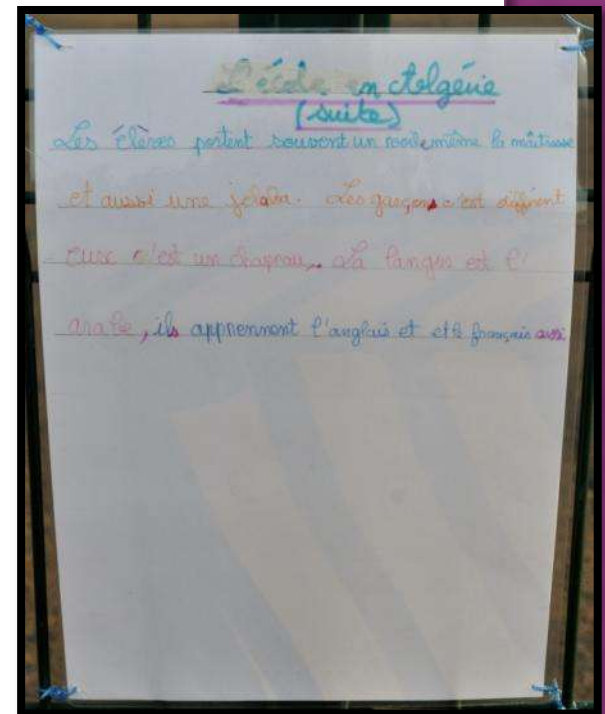 L'école en Algérie
(suite)
Les élèves portent souvent un voile même la maîtresse
et aussi une jelaba. Les garçons c'est différent
eux c'est un chapeau, La langue est l'
arabe, ils apprennent l'anglais et et le français aussi